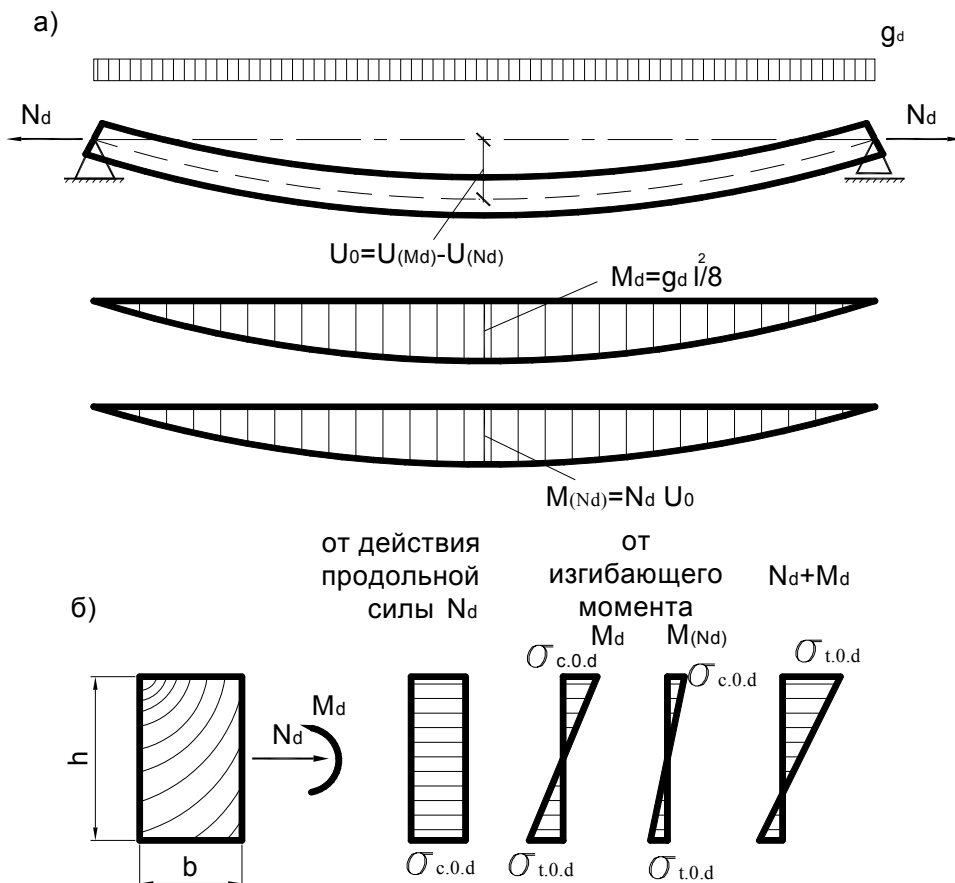 а)
gd
Nd
Nd
U0=U(Md)-U(Nd)
Md=gd l²/8
M(Nd)=Nd U0
от действия
продольной
силы Nd
от
изгибающего
момента
Md
M(Nd)
Nd+Md
б)
σc.0.d
σc.0.d
σt.0.d
Md
Nd
h
b
σc.0.d
σt.0.d
σt.0.d